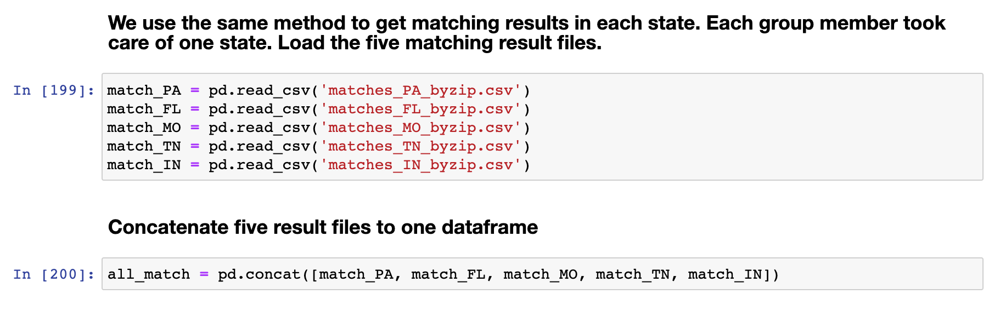 We use the same method to get matching results in each state. Each group member took
care of one state. Load the five matching result files.
In [199]:
match_PA = pd.read_csv('matches_PA_byzip.csv')
match_FL = pd.read_csv('matches_FL_byzip.csv')
match_MO = pd.read_csv('matches_MO_byzip.csv')
match_TN = pd.read_csv('matches_TN_byzip.csv')
match_IN = pd.read_csv('matches_IN_byzip.csv')
Concatenate five result files to one dataframe
In [200]:
all_match = pd.concat([match_PA, match_FL, match_MO, match_TN, match_IN])